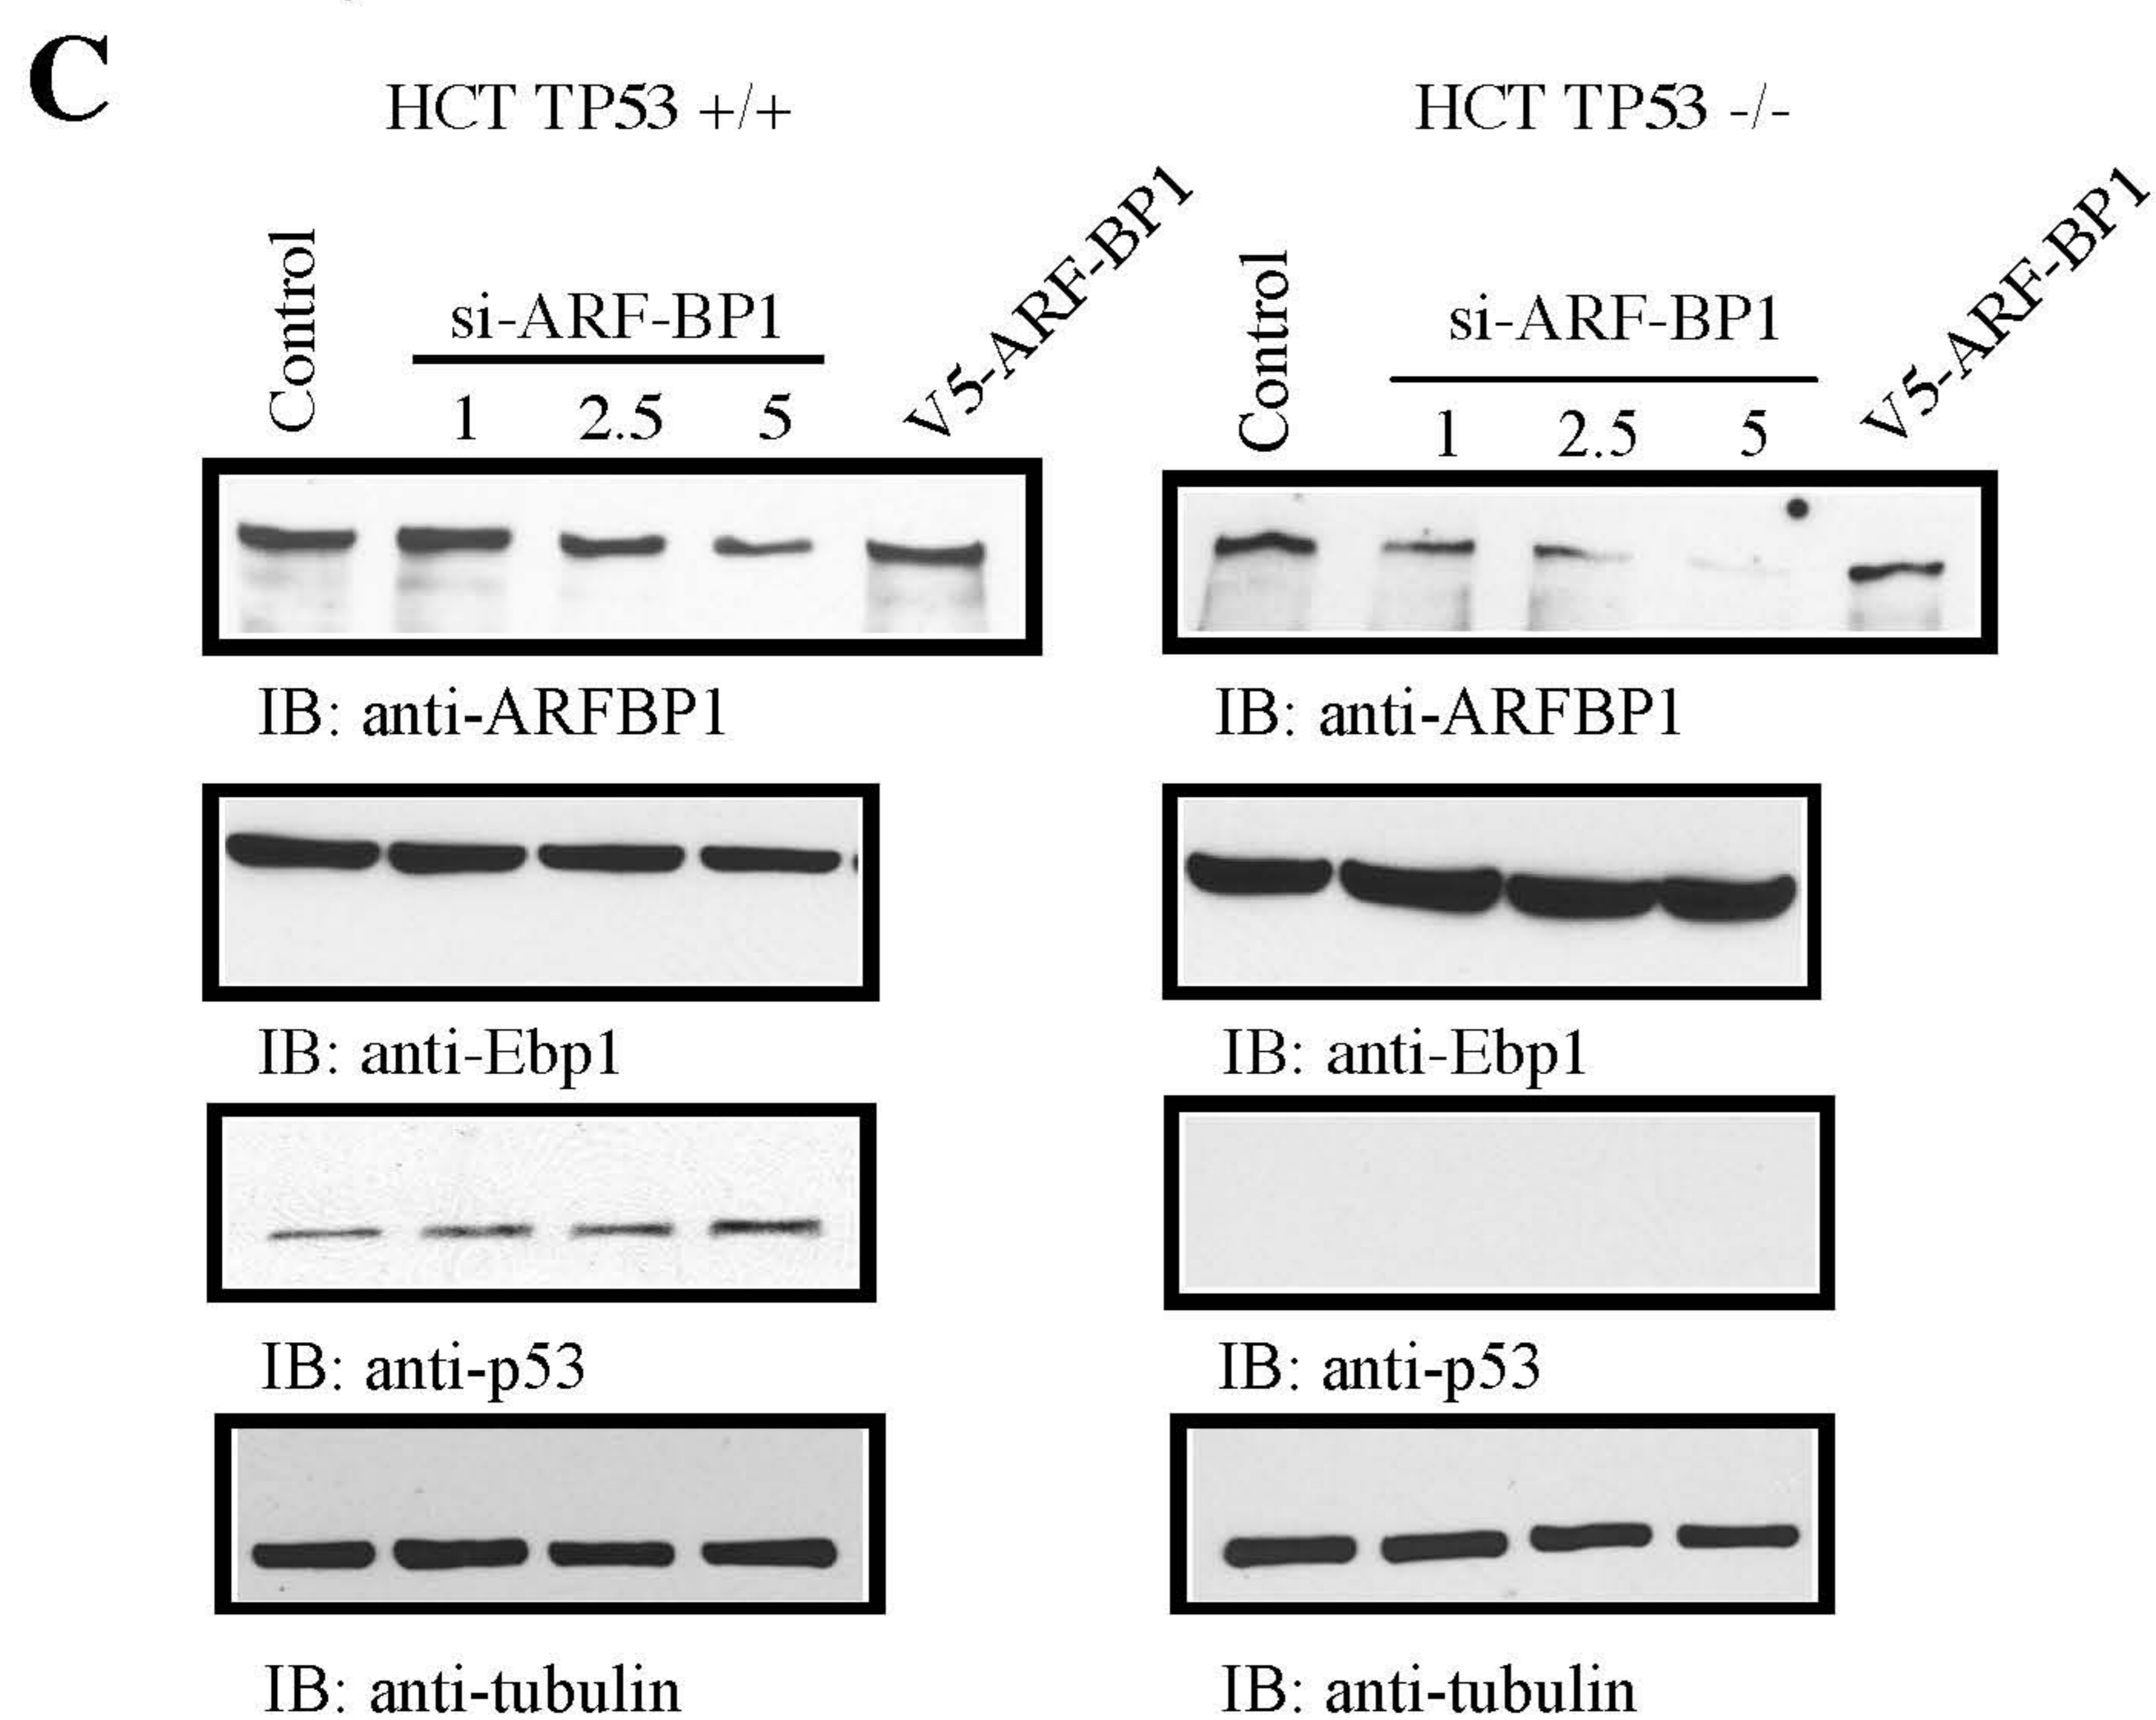 C
HCT TP53 +/+
HCT TP53 -/-
Control
si-ARF-BP1
1 2.5 5
V5-ARF-BP1
Control
si-ARF-BP1
1 2.5 5
V5-ARF-BP1
IB: anti-ARFBP1
IB: anti-ARFBP1
IB: anti-Ebp1
IB: anti-Ebp1
IB: anti-p53
IB: anti-p53
IB: anti-tubulin
IB: anti-tubulin